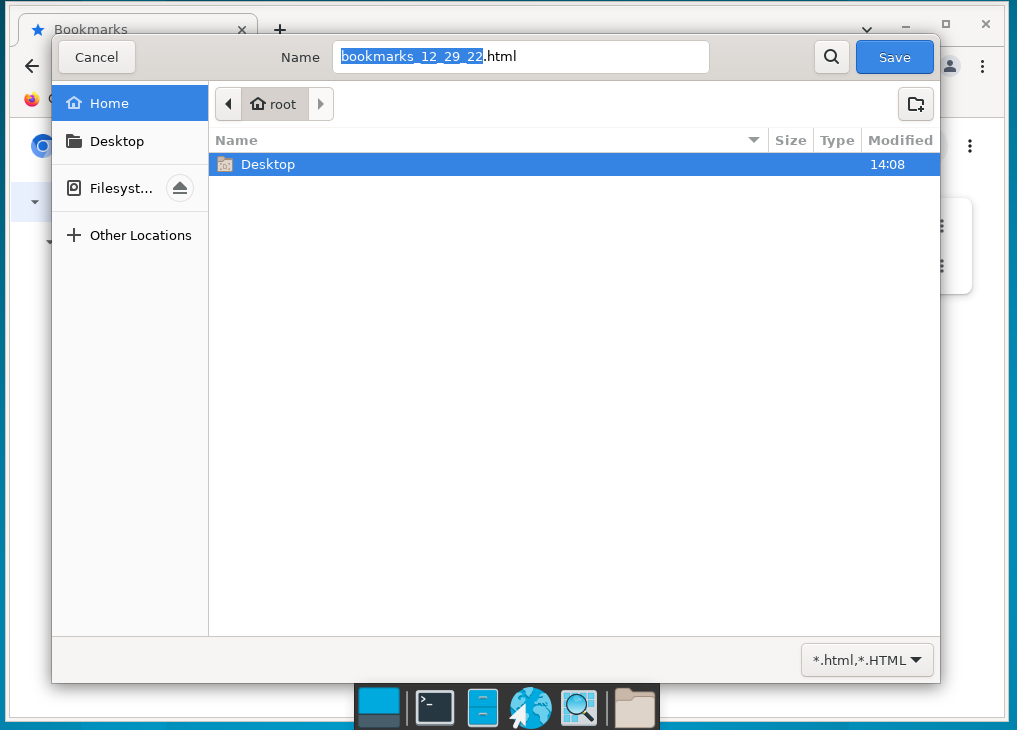 Bookmarks
Cancel
Name
bookmarks_12_29_22.html
Save
Home
root
Desktop
Name
Size
Type
Modified
Desktop
14:08
Filesyst...
Other Locations
*.html,*.HTML